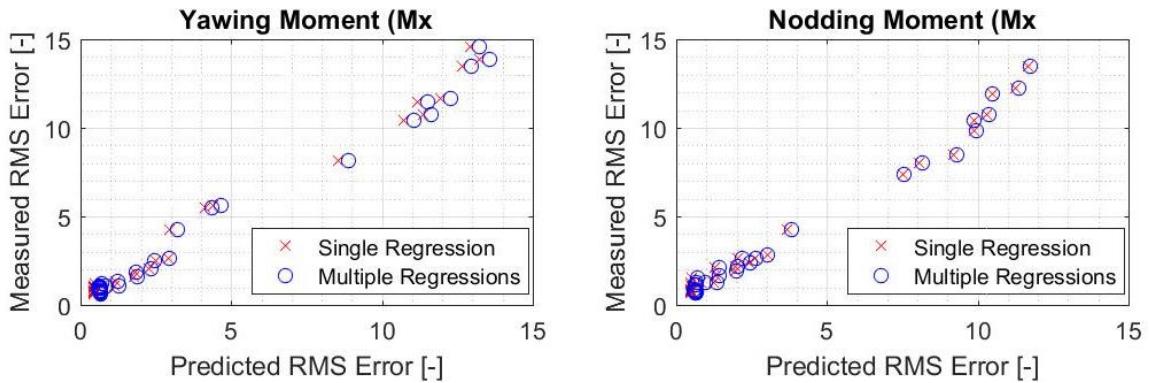 Yawing Moment (Mx
Measured RMS Error [-]
15
10
5
0
0 5 10 15
Predicted RMS Error [-]
Single Regression
Multiple Regressions
Nodding Moment (Mx
Measured RMS Error [-]
15
10
5
0
0 5 10 15
Predicted RMS Error [-]
Single Regression
Multiple Regressions